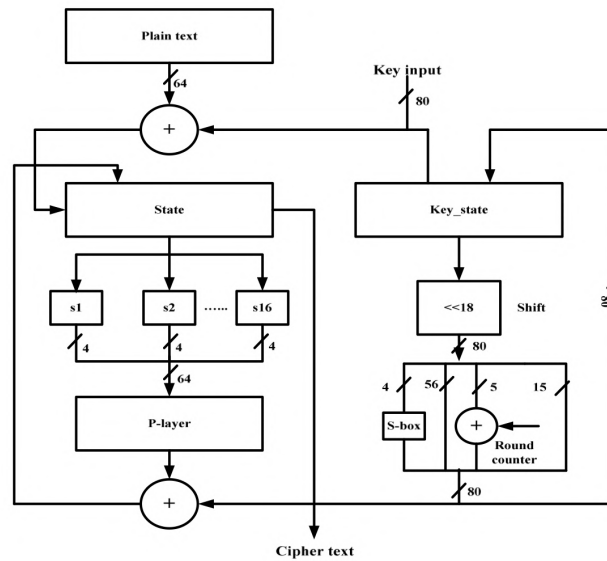 Plain text
64
Key input
80
+
State
Key_state
s1
s2
......
s16
<<18
Shift
80
4
4
4
80
64
4
56
5
15
P-layer
S-box
+
Round
counter
+
80
Cipher text